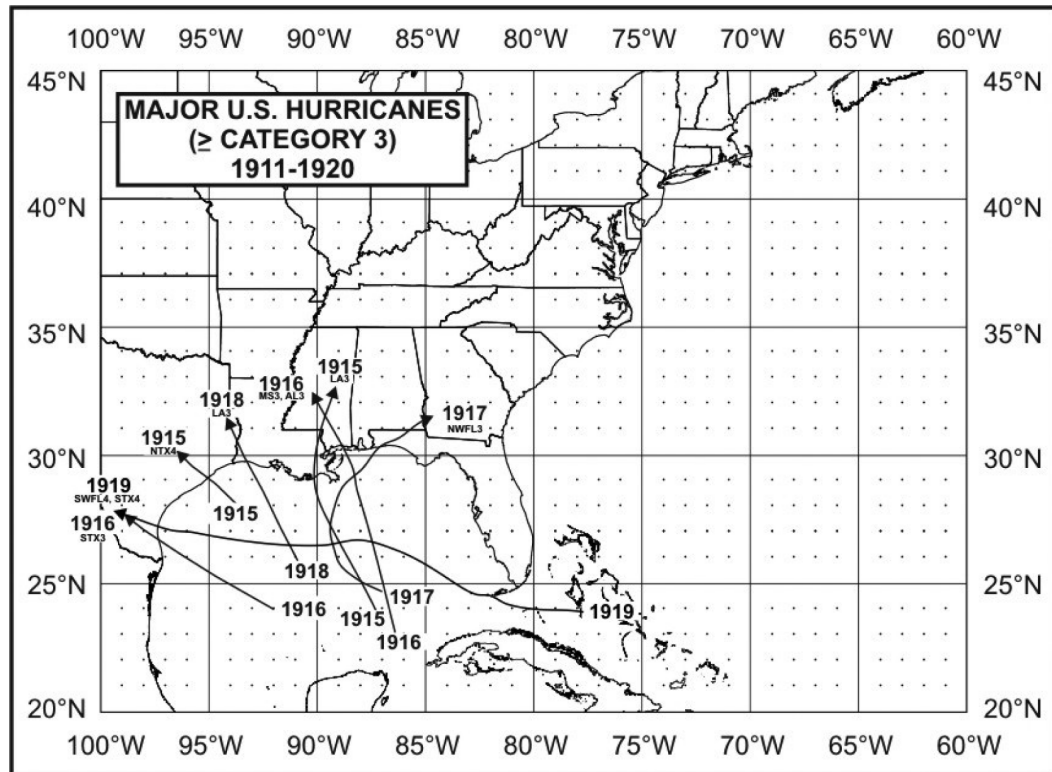 100°W 95°W 90°W 85°W 80°W 75°W 70°W 65°W 60°W
45°N 45°N
MAJOR U.S. HURRICANES
(≥ CATEGORY 3)
1911-1920
40°N 40°N
35°N 35°N
1915
LA3
1916
MS3, AL3
1918
LA3
1917
NWFL3
1915
NTX4
30°N 30°N
1919
SWFL4, STX4
1915
1916
STX3
1918
25°N 25°N
1917
1916
1915
1919
1916
20°N 20°N
100°W 95°W 90°W 85°W 80°W 75°W 70°W 65°W 60°W